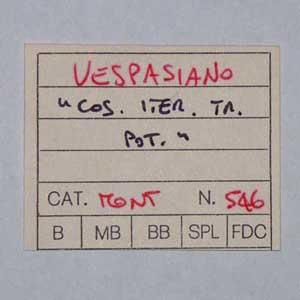 VESPASIANO
"COS. ITER. TR.
POT."
CAT. MONT N. 546
B MB BB SPL FDC